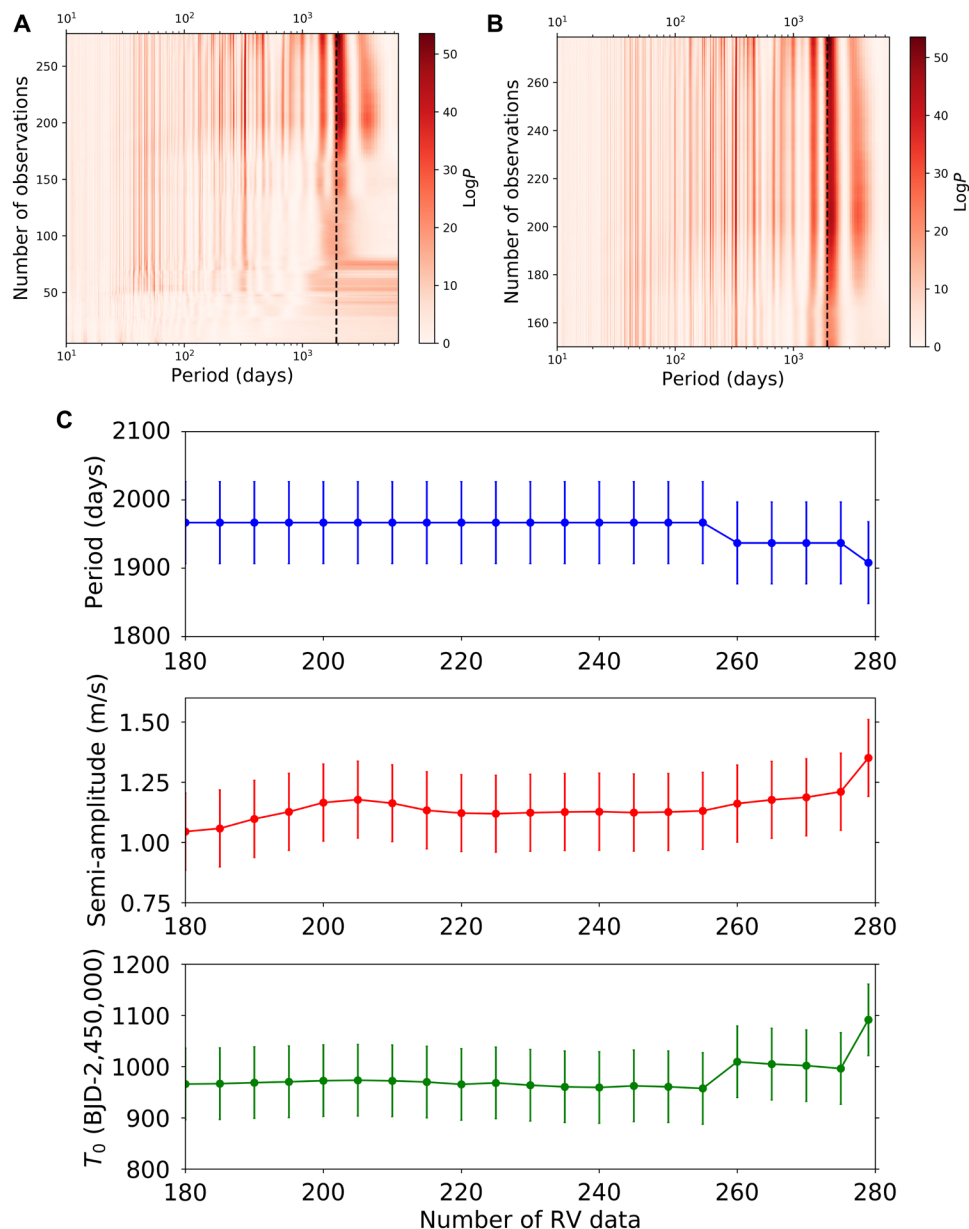 A
10¹ 10² 10³
Number of observations
250
200
150
100
50
10¹ 10² 10³
Period (days)
50
40
30
20
10
0
LogP
B
10¹ 10² 10³
Number of observations
260
240
220
200
180
160
10¹ 10² 10³
Period (days)
50
40
30
20
10
0
LogP
C
Period (days)
2100
2000
1900
1800
180 200 220 240 260 280
Semi-amplitude (m/s)
1.50
1.25
1.00
0.75
180 200 220 240 260 280
T₀ (BJD-2,450,000)
1200
1100
1000
900
800
180 200 220 240 260 280
Number of RV data